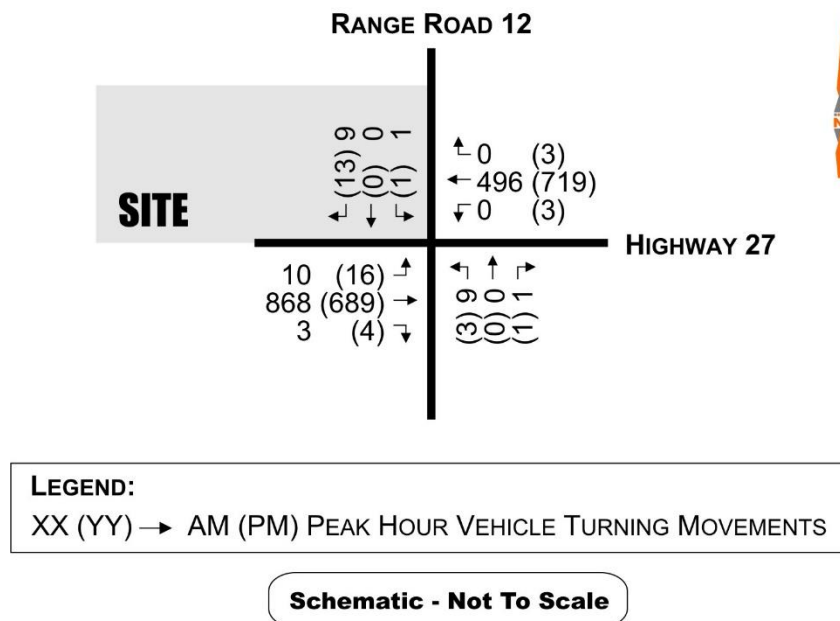 RANGE ROAD 12
(13) 9
(0) 0
(1) 1
0 (3)
496 (719)
0 (3)
SITE
HIGHWAY 27
10 (16)
868 (689)
3 (4)
(3) 9
(0) 0
(1) 1
LEGEND:
XX (YY) → AM (PM) PEAK HOUR VEHICLE TURNING MOVEMENTS
Schematic - Not To Scale